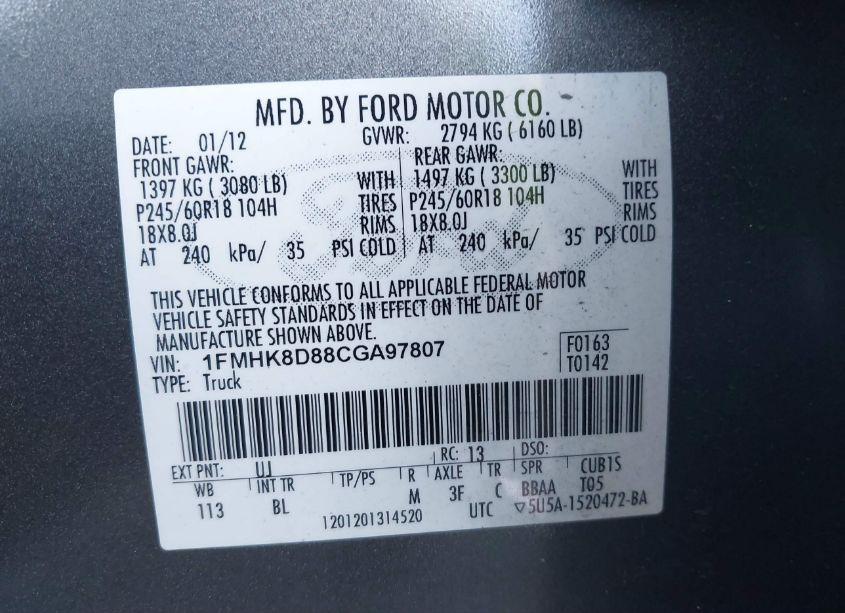 MFD. BY FORD MOTOR CO.
DATE: 01/12 GVWR: 2794 KG ( 6160 LB)
FRONT GAWR: REAR GAWR:
1397 KG ( 3080 LB) WITH 1497 KG ( 3300 LB) WITH
P245/60R18 104H TIRES P245/60R18 104H TIRES
18X8.0J RIMS 18X8.0J RIMS
AT 240 kPa/ 35 PSI COLD AT 240 kPa/ 35 PSI COLD
THIS VEHICLE CONFORMS TO ALL APPLICABLE FEDERAL MOTOR
VEHICLE SAFETY STANDARDS IN EFFECT ON THE DATE OF
MANUFACTURE SHOWN ABOVE.
VIN: 1FMHK8D88CGA97807 F0163
TYPE: Truck T0142
EXT PNT: UJ RC: 13 DSO:
WB INT TR TP/PS R AXLE TR SPR CUB1S
113 BL M 3F C BBAA T05
1201201314520 UTC ▽5U5A-1520472-BA